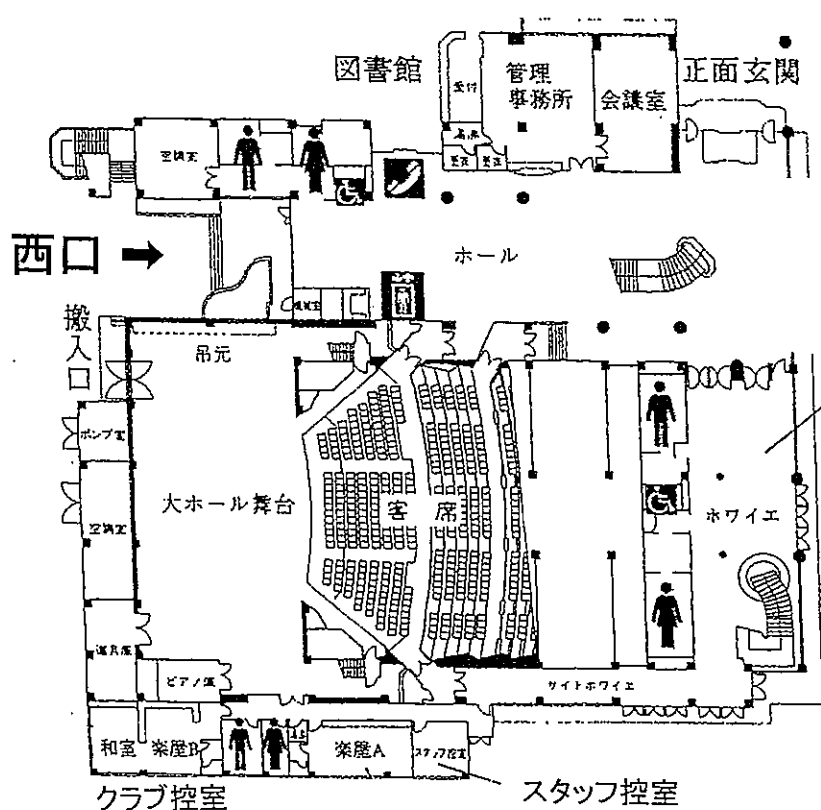 図書館
受付
管理
事務所
会議室
正面玄関
空調室
西口
ホール
搬
入
口
吊元
ポンプ室
空調室
大ホール舞台
客席
ホワイエ
道具庫
ピアノ庫
サイトホワイエ
和室
楽屋B
楽屋A
スタッフ控室
クラブ控室
スタッフ控室